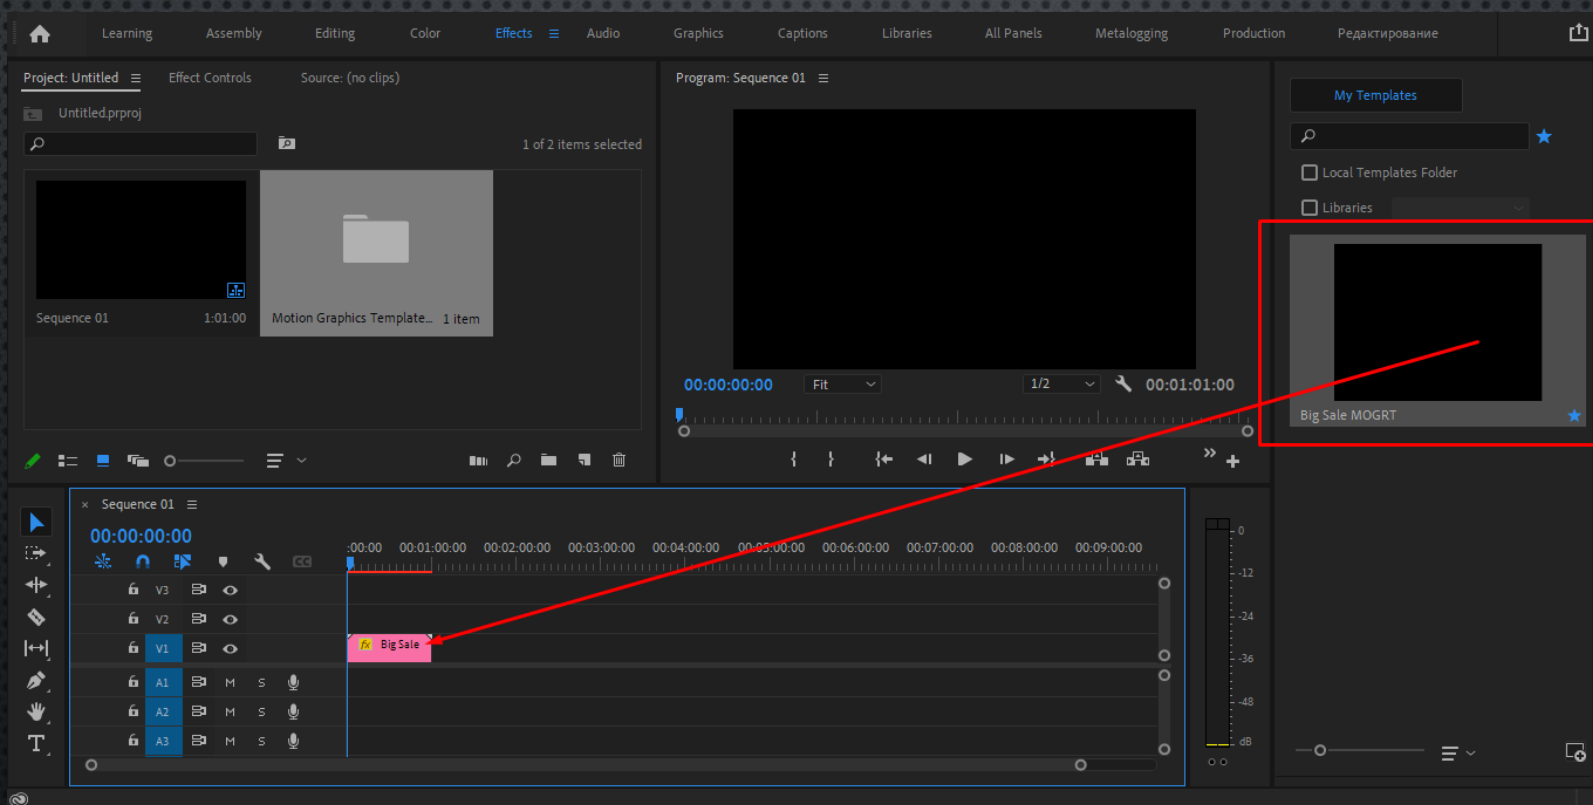 Learning Assembly Editing Color Effects Audio Graphics Captions Libraries All Panels Metalogging Production Редактирование
Project: Untitled Effect Controls Source: (no clips)
Untitled.prproj
1 of 2 items selected
Sequence 01 1:01:00
Motion Graphics Template... 1 item
Program: Sequence 01
00:00:00:00 Fit 1/2 00:01:01:00
My Templates
Local Templates Folder
Libraries
Big Sale MOGRT
Sequence 01
00:00:00:00
:00:00 00:01:00:00 00:02:00:00 00:03:00:00 00:04:00:00 00:05:00:00 00:06:00:00 00:07:00:00 00:08:00:00 00:09:00:00
CC
V3
V2
V1 fx Big Sale
A1 M S
A2 M S
A3 M S
0
-12
-24
-36
-48
dB